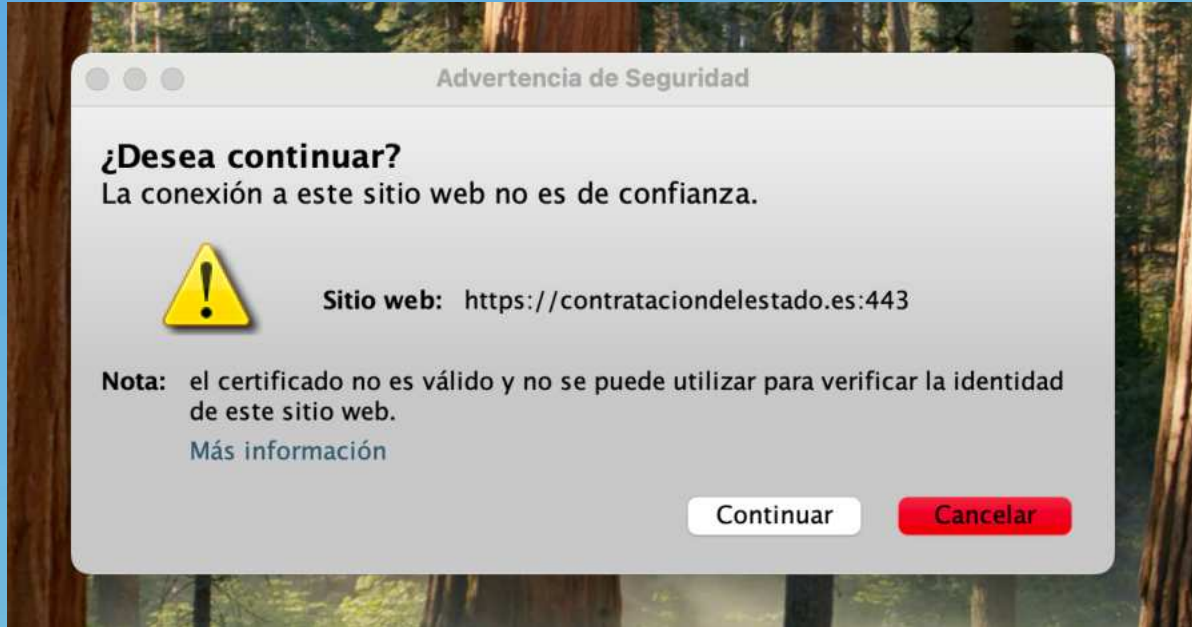 Advertencia de Seguridad
¿Desea continuar?
La conexión a este sitio web no es de confianza.
Sitio web: https://contrataciondelestado.es:443
Nota: el certificado no es válido y no se puede utilizar para verificar la identidad
de este sitio web.
Más información
Continuar Cancelar